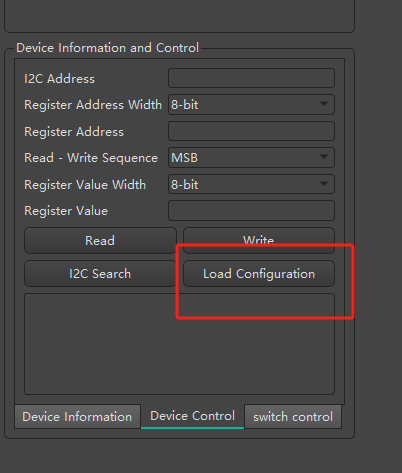 Device Information and Control
I2C Address
Register Address Width 8-bit
Register Address
Read - Write Sequence MSB
Register Value Width 8-bit
Register Value
Read Write
I2C Search Load Configuration
Device Information Device Control switch control